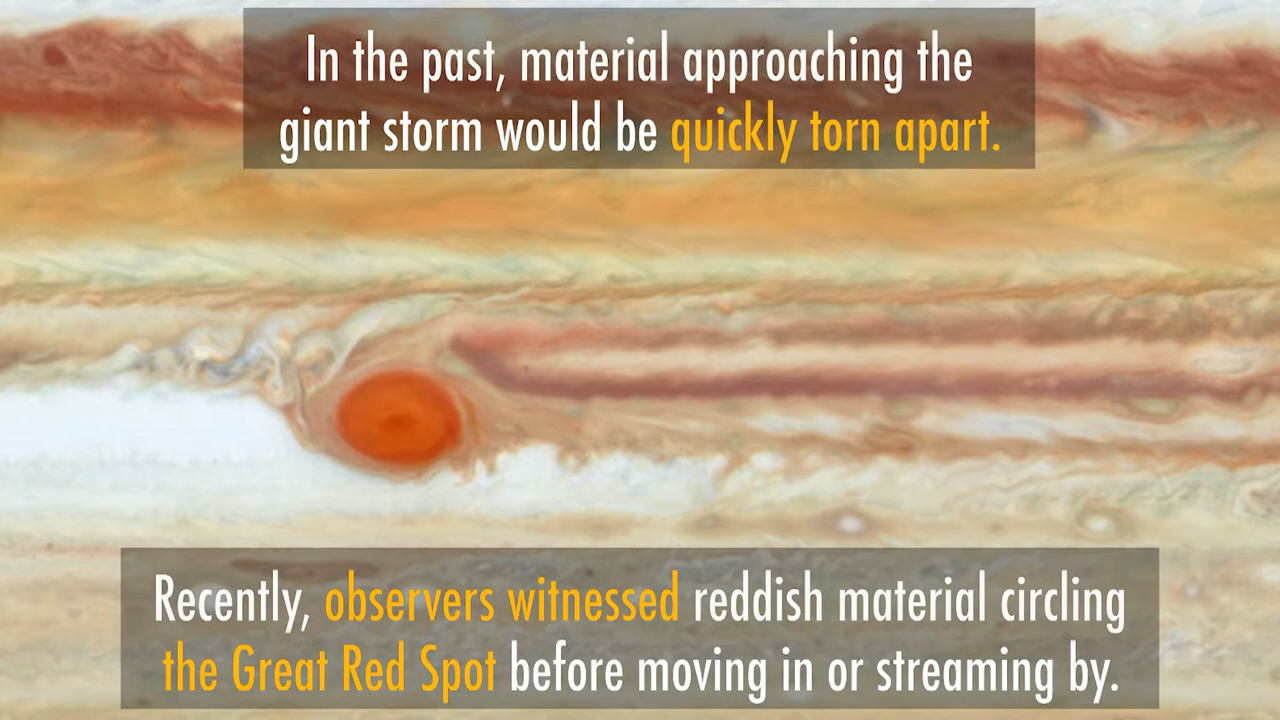 In the past, material approaching the
giant storm would be quickly torn apart.
Recently, observers witnessed reddish material circling
the Great Red Spot before moving in or streaming by.